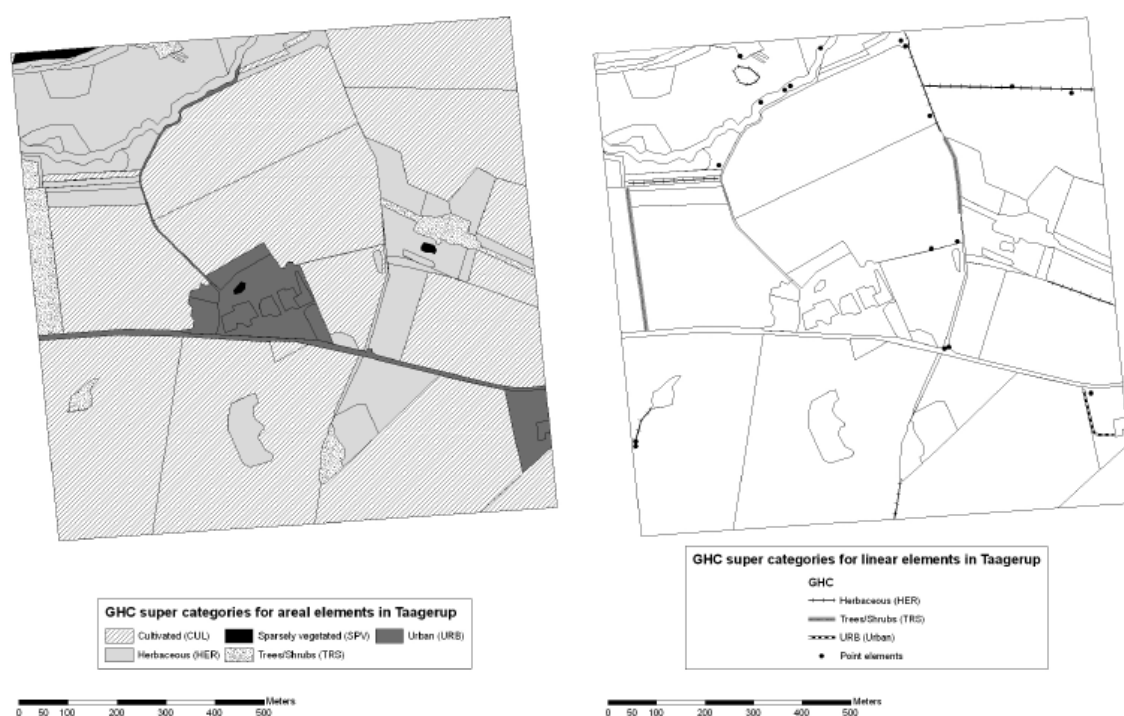 GHC super categories for areal elements in Taagerup
Cultivated (CUL) Sparsely vegetated (SPV) Urban (URB)
Herbaceous (HER) Trees/Shrubs (TRS)
Meters
0 50 100 200 300 400 500
GHC super categories for linear elements in Taagerup
GHC
Herbaceous (HER)
Trees/Shrubs (TRS)
URB (Urban)
Point elements
Meters
0 50 100 200 300 400 500